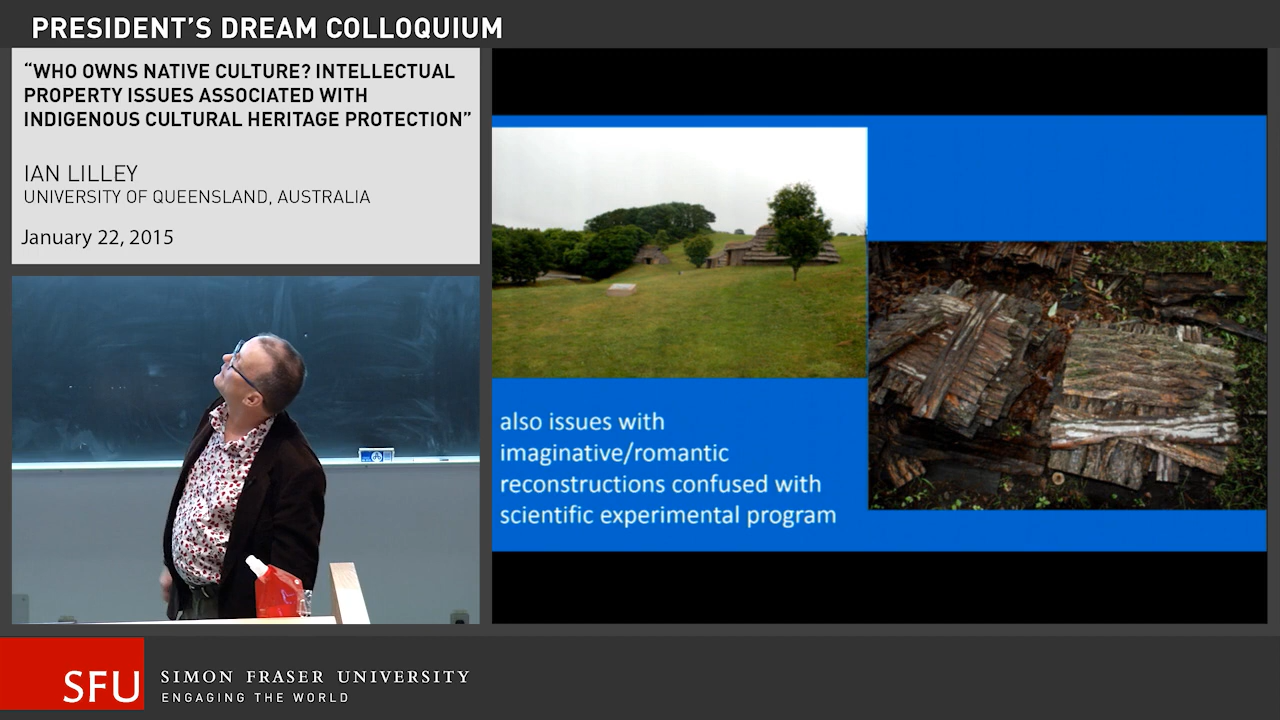 PRESIDENT'S DREAM COLLOQUIUM
“WHO OWNS NATIVE CULTURE? INTELLECTUAL
PROPERTY ISSUES ASSOCIATED WITH
INDIGENOUS CULTURAL HERITAGE PROTECTION”
IAN LILLEY
UNIVERSITY OF QUEENSLAND, AUSTRALIA
January 22, 2015
also issues with
imaginative/romantic
reconstructions confused with
scientific experimental program
SFU
SIMON FRASER UNIVERSITY
ENGAGING THE WORLD